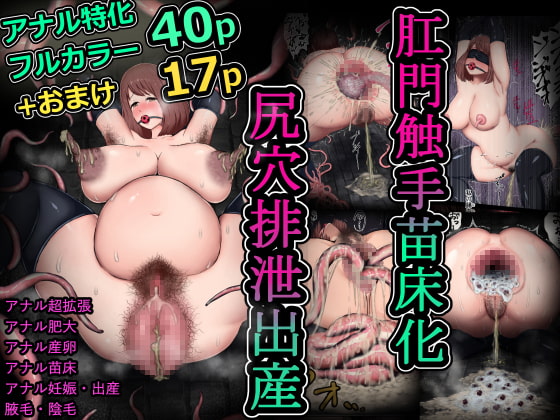 アナル特化
フルカラー 40p
+おまけ 17p
肛門触手苗床化
尻穴排泄出産
アナル超拡張
アナル肥大
アナル産卵
アナル苗床
アナル妊娠・出産
腋毛・陰毛